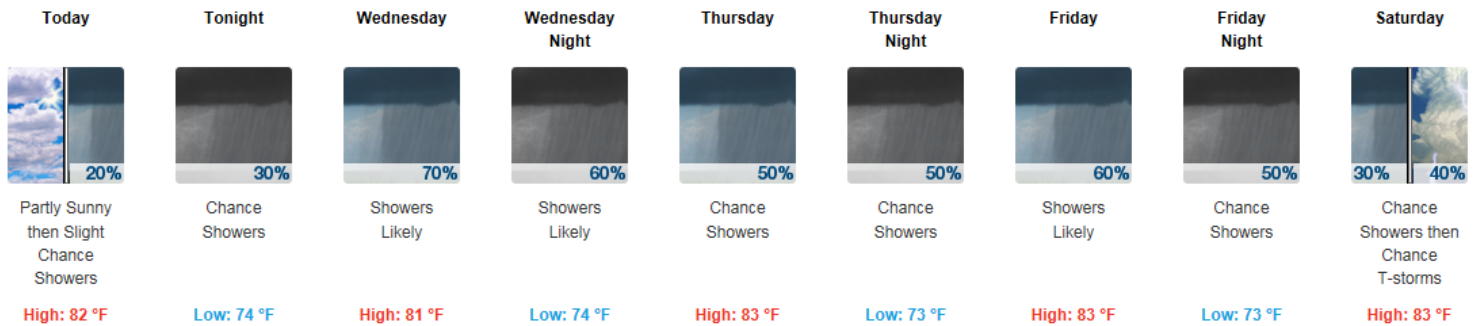 Today
Tonight
Wednesday
Wednesday
Night
Thursday
Thursday
Night
Friday
Friday
Night
Saturday
20%
30%
70%
60%
50%
50%
60%
50%
30%
40%
Partly Sunny
then Slight
Chance
Showers
Chance
Showers
Showers
Likely
Showers
Likely
Chance
Showers
Chance
Showers
Showers
Likely
Chance
Showers
Chance
Showers then
Chance
T-storms
High: 82 °F
Low: 74 °F
High: 81 °F
Low: 74 °F
High: 83 °F
Low: 73 °F
High: 83 °F
Low: 73 °F
High: 83 °F